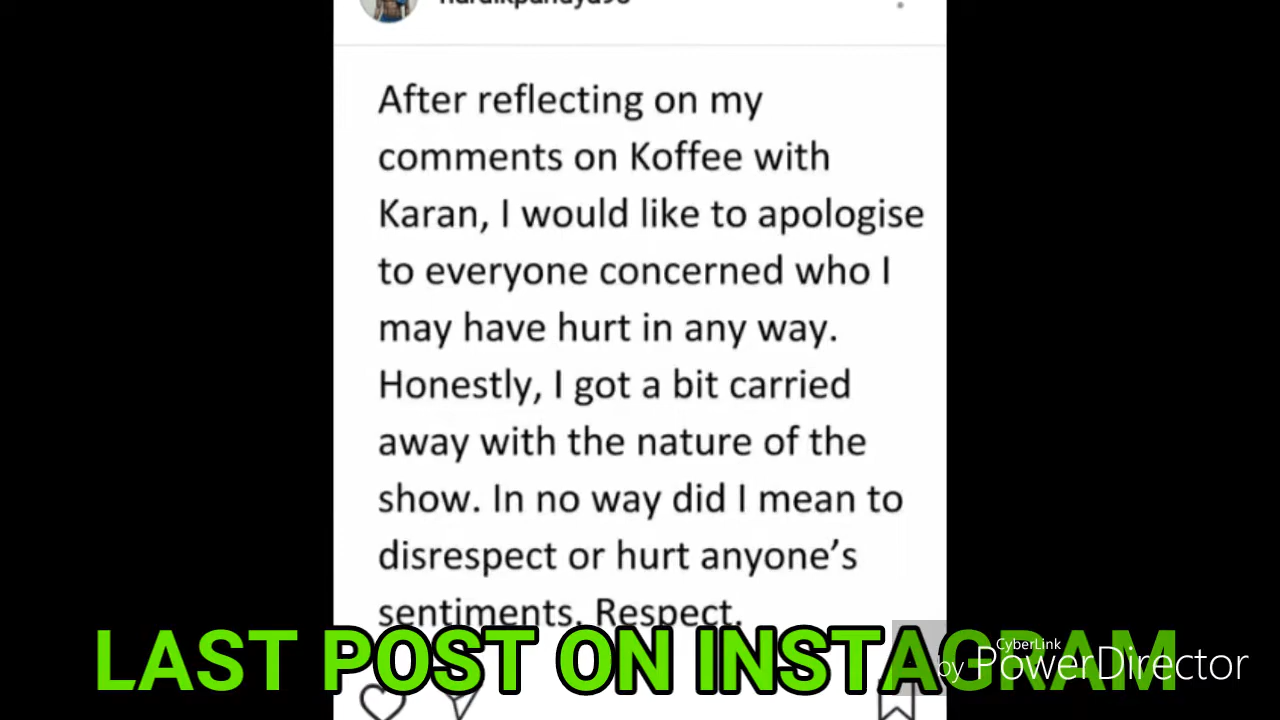 After reflecting on my
comments on Koffee with
Karan, I would like to apologise
to everyone concerned who I
may have hurt in any way.
Honestly, I got a bit carried
away with the nature of the
show. In no way did I mean to
disrespect or hurt anyone’s
sentiments. Respect.
LAST POST ON INSTAGRAM
CyberLink
by PowerDirector